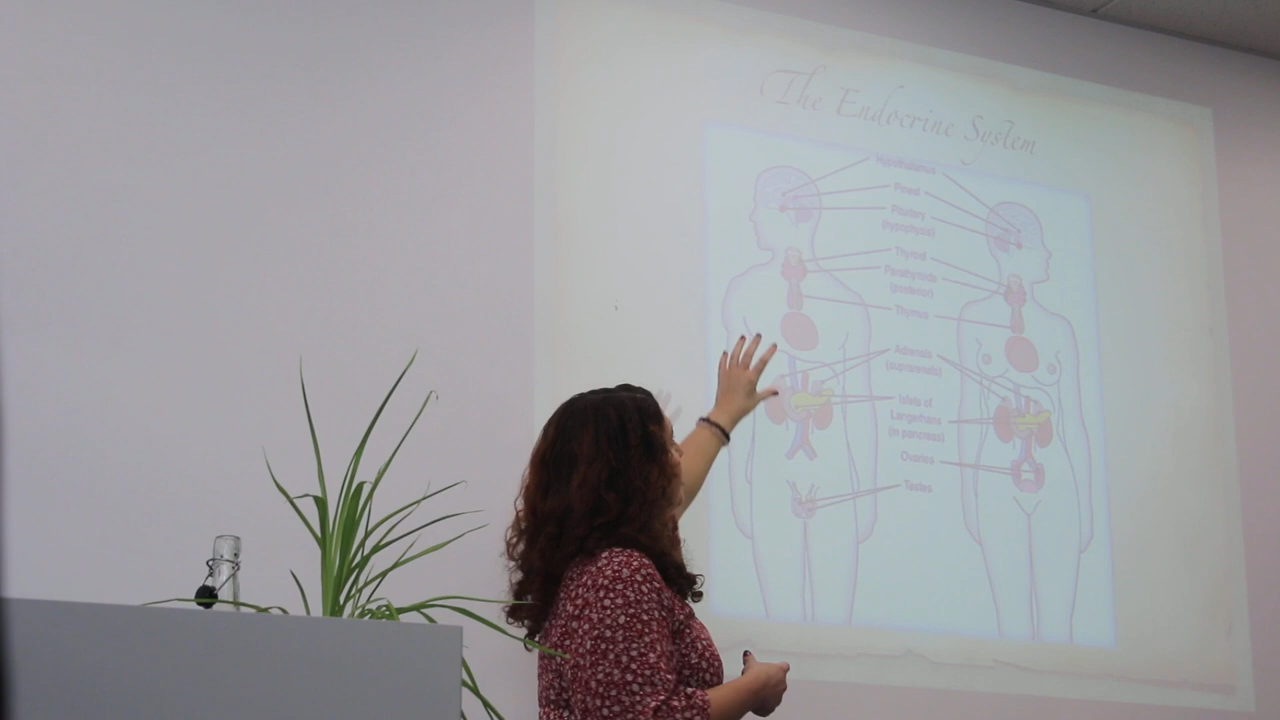 The Endocrine System
Hypothalamus
Pineal
Pituitary
(hypophysis)
Thyroid
Parathyroids
(posterior)
Thymus
Adrenals
(suprarenals)
Islets of
Langerhans
(in pancreas)
Ovaries
Testes